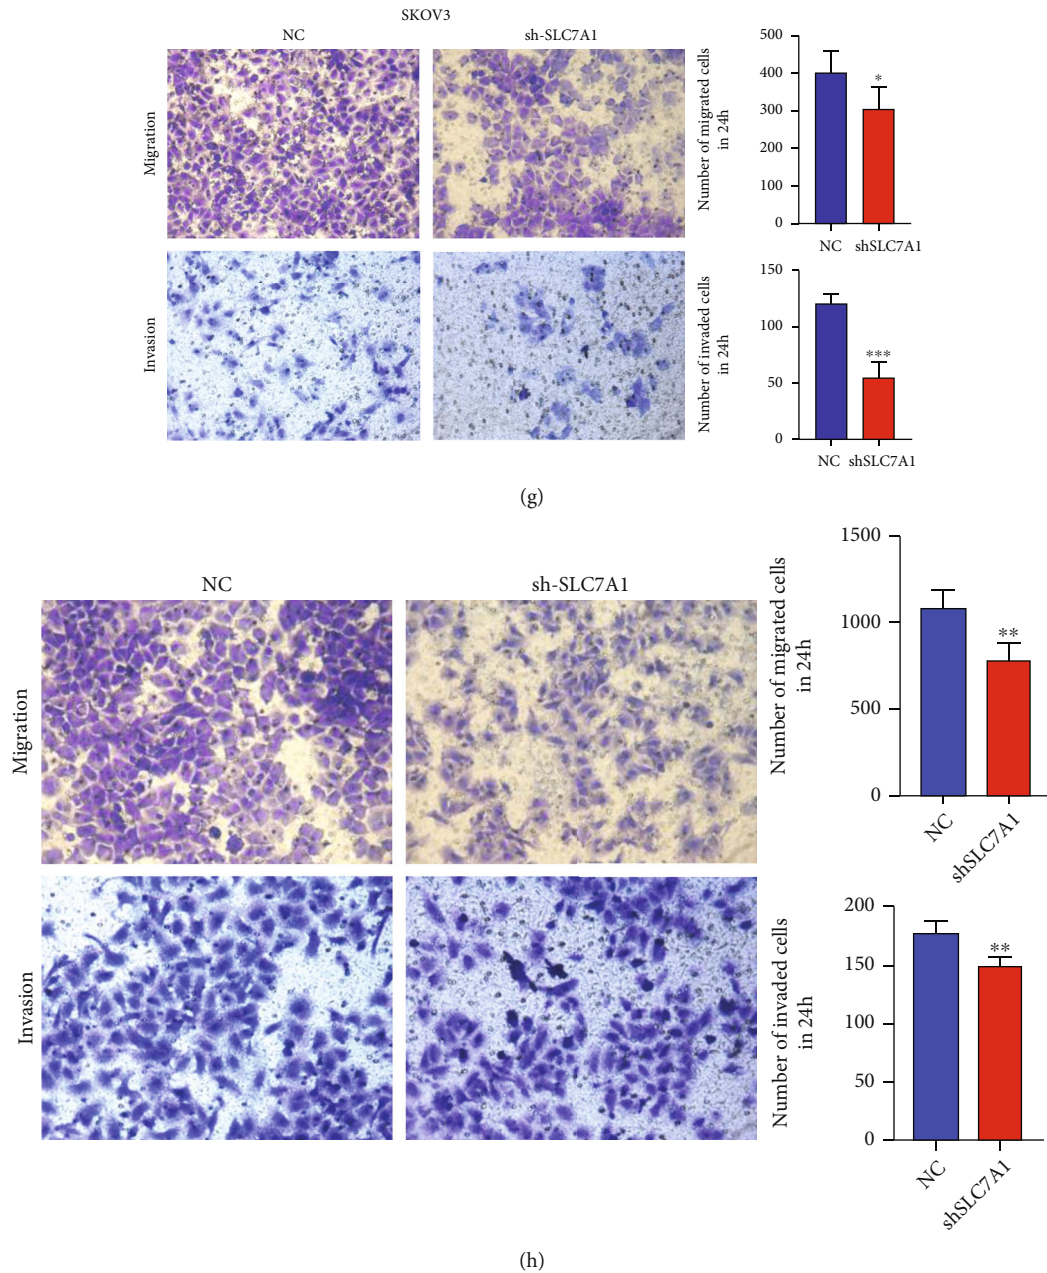 SKOV3
NC
sh-SLC7A1
Migration
Invasion
Number of migrated cells
in 24h
500
400
300
200
100
0
*
NC
shSLC7A1
Number of invaded cells
in 24h
150
100
50
0
***
NC
shSLC7A1
(g)
NC
sh-SLC7A1
Migration
Invasion
Number of migrated cells
in 24h
1500
1000
500
0
**
NC
shSLC7A1
Number of invaded cells
in 24h
200
150
100
50
0
**
NC
shSLC7A1
(h)